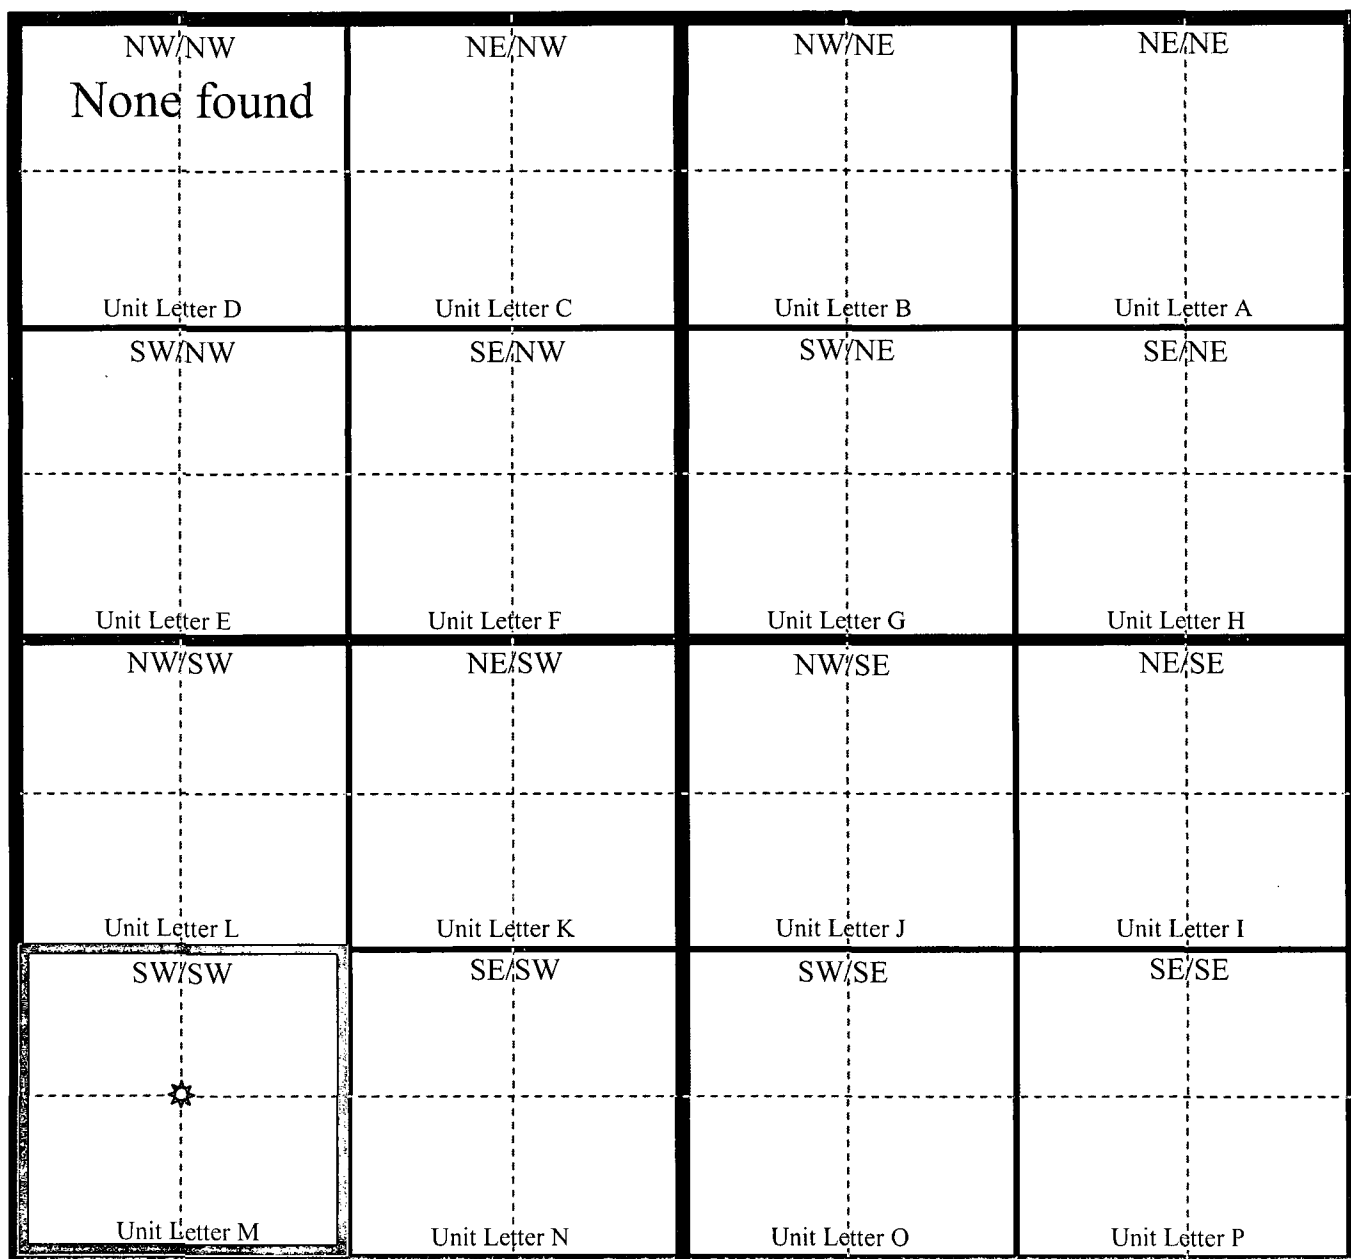 NW/NW NE/NW NW/NE NE/NE
None found
Unit Letter D Unit Letter C Unit Letter B Unit Letter A
SW/NW SE/NW SW/NE SE/NE
Unit Letter E Unit Letter F Unit Letter G Unit Letter H
NW/SW NE/SW NW/SE NE/SE
Unit Letter L Unit Letter K Unit Letter J Unit Letter I
SW/SW SE/SW SW/SE SE/SE
Unit Letter M Unit Letter N Unit Letter O Unit Letter P